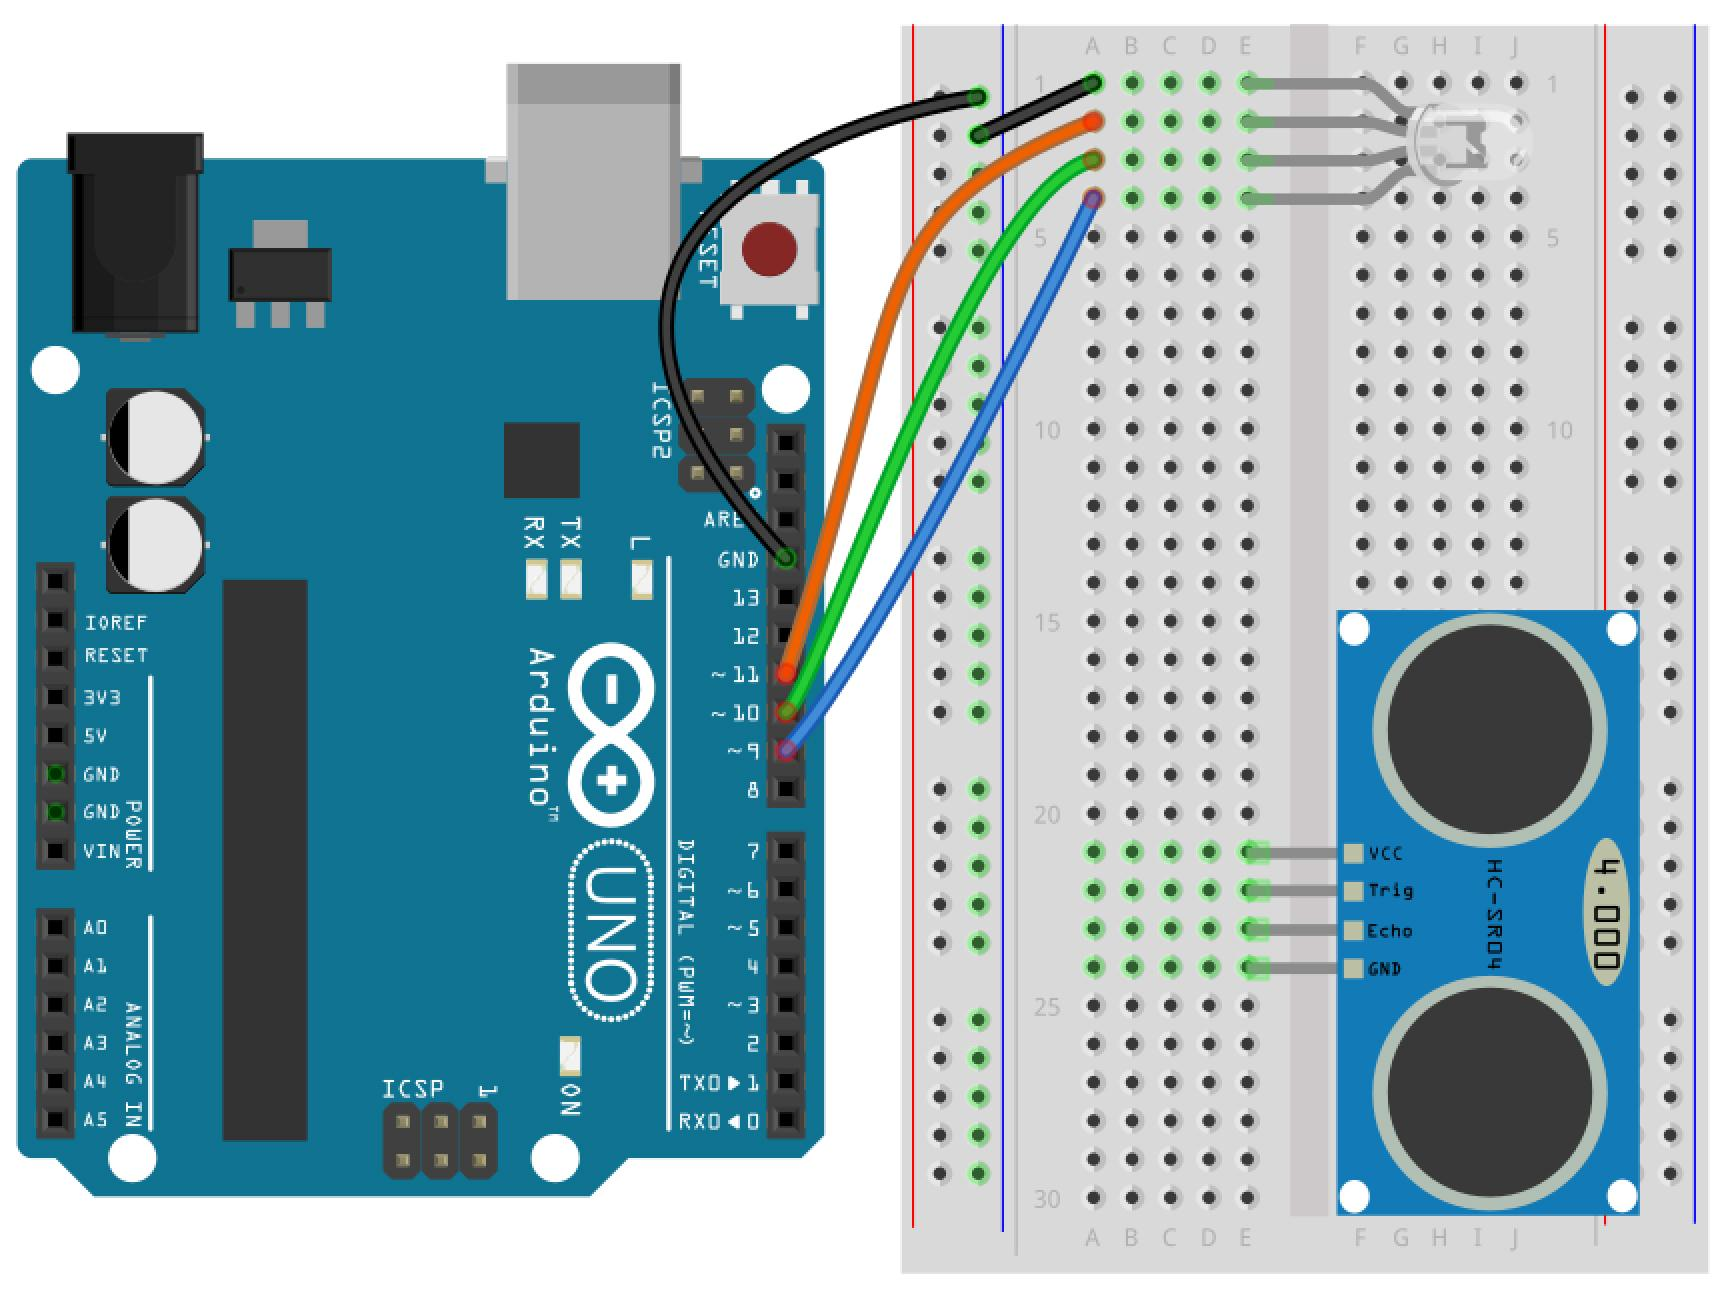 A B C D E F G H I J
1 1
5 5
10 10
15
20
25
30
A B C D E F G H I J
ICSP2
AREF
GND
13
12
~ 11
~ 10
~ 9
8
7
~ 6
~ 5
4
~ 3
2
TX0 ▶ 1
RX0 ◀ 0
DIGITAL (PWM=~)
RX
TX
L
Arduino™
UNO
ON
ICSP 1
IOREF
RESET
3V3
5V
GND
GND
VIN
POWER
A0
A1
A2
A3
A4
A5
ANALOG IN
VCC
Trig
Echo
GND
HC-SR04
4.000